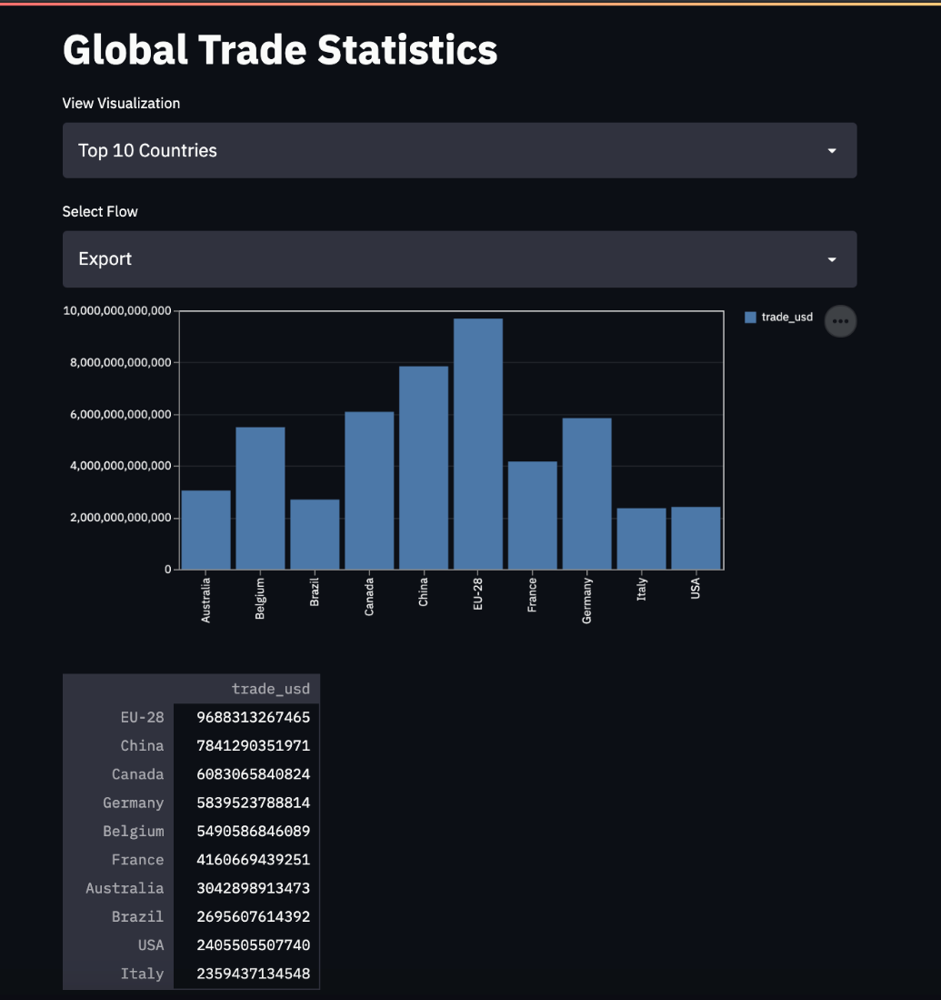 Global Trade Statistics
View Visualization
Top 10 Countries
Select Flow
Export
10,000,000,000,000
8,000,000,000,000
6,000,000,000,000
4,000,000,000,000
2,000,000,000,000
0
trade_usd
Australia
Belgium
Brazil
Canada
China
EU-28
France
Germany
Italy
USA
trade_usd
EU-28 9688313267465
China 7841290351971
Canada 6083065840824
Germany 5839523788814
Belgium 5490586846089
France 4160669439251
Australia 3042898913473
Brazil 2695607614392
USA 2405505507740
Italy 2359437134548